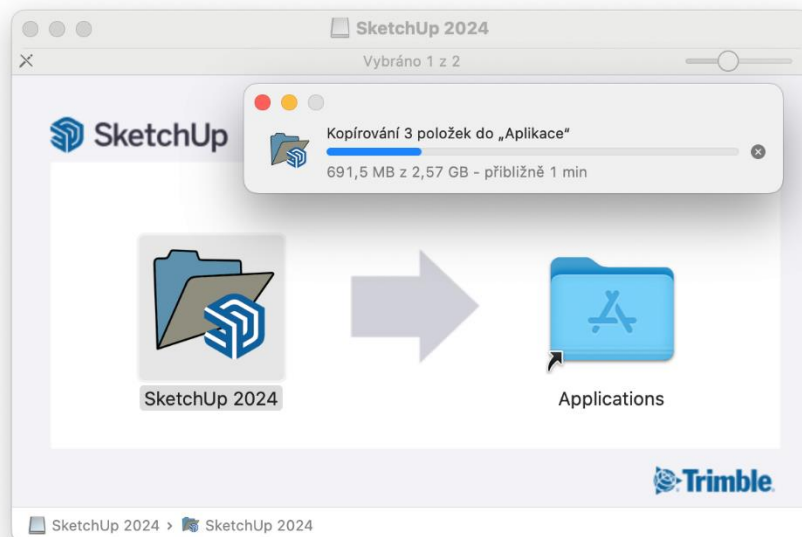 SketchUp 2024
Vybráno 1 z 2
Kopírování 3 položek do „Aplikace“
691,5 MB z 2,57 GB - přibližně 1 min
SketchUp
SketchUp 2024
Applications
Trimble
SketchUp 2024 › SketchUp 2024